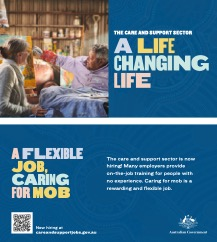 THE CARE AND SUPPORT SECTOR
A LIFE
CHANGING
LIFE
A FLEXIBLE
JOB,
CARING
FOR MOB
The care and support sector is now
hiring! Many employers provide
on-the-job training for people with
no experience. Caring for mob is a
rewarding and flexible job.
Now hiring at
careandsupportjobs.gov.au
Australian Government